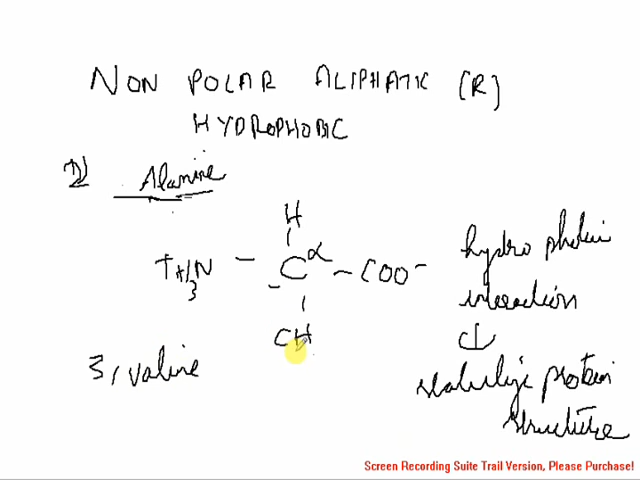 NON POLAR ALIPHATIC (R)
HYDROPHOBIC
2) Alanine
H
+H3N - Cα - COO-
CH
hydrophobic
interaction
↓
stabilize protein
structure
3, valine
Screen Recording Suite Trail Version, Please Purchase!